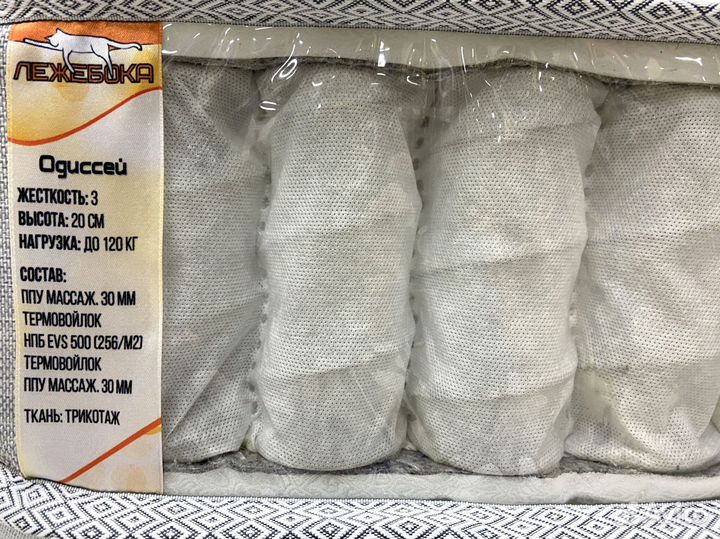 ЛЕЖЕБОКА
Одиссей
ЖЕСТКОСТЬ: 3
ВЫСОТА: 20 СМ
НАГРУЗКА: ДО 120 КГ
СОСТАВ:
ППУ МАССАЖ. 30 ММ
ТЕРМОВОЙЛОК
НПБ EVS 500 (256/М2)
ТЕРМОВОЙЛОК
ППУ МАССАЖ. 30 ММ
ТКАНЬ: ТРИКОТАЖ